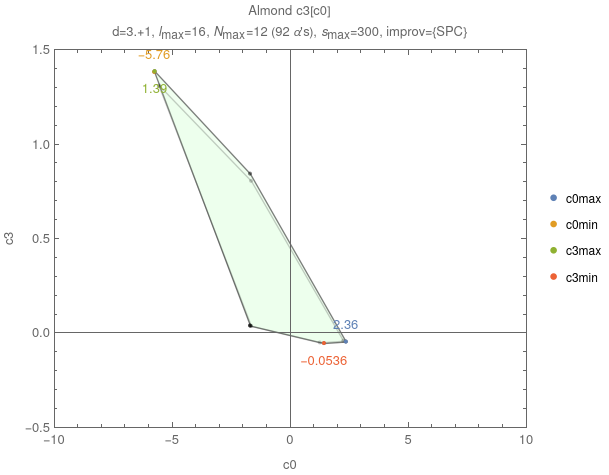 Almond c3[c0]
d=3.+1, lmax=16, Nmax=12 (92 α's), smax=300, improv={SPC}
1.5
−5.76
1.39
1.0
c3
0.5
2.36
0.0
−0.0536
−0.5
−10
−5
0
5
10
c0
c0max
c0min
c3max
c3min